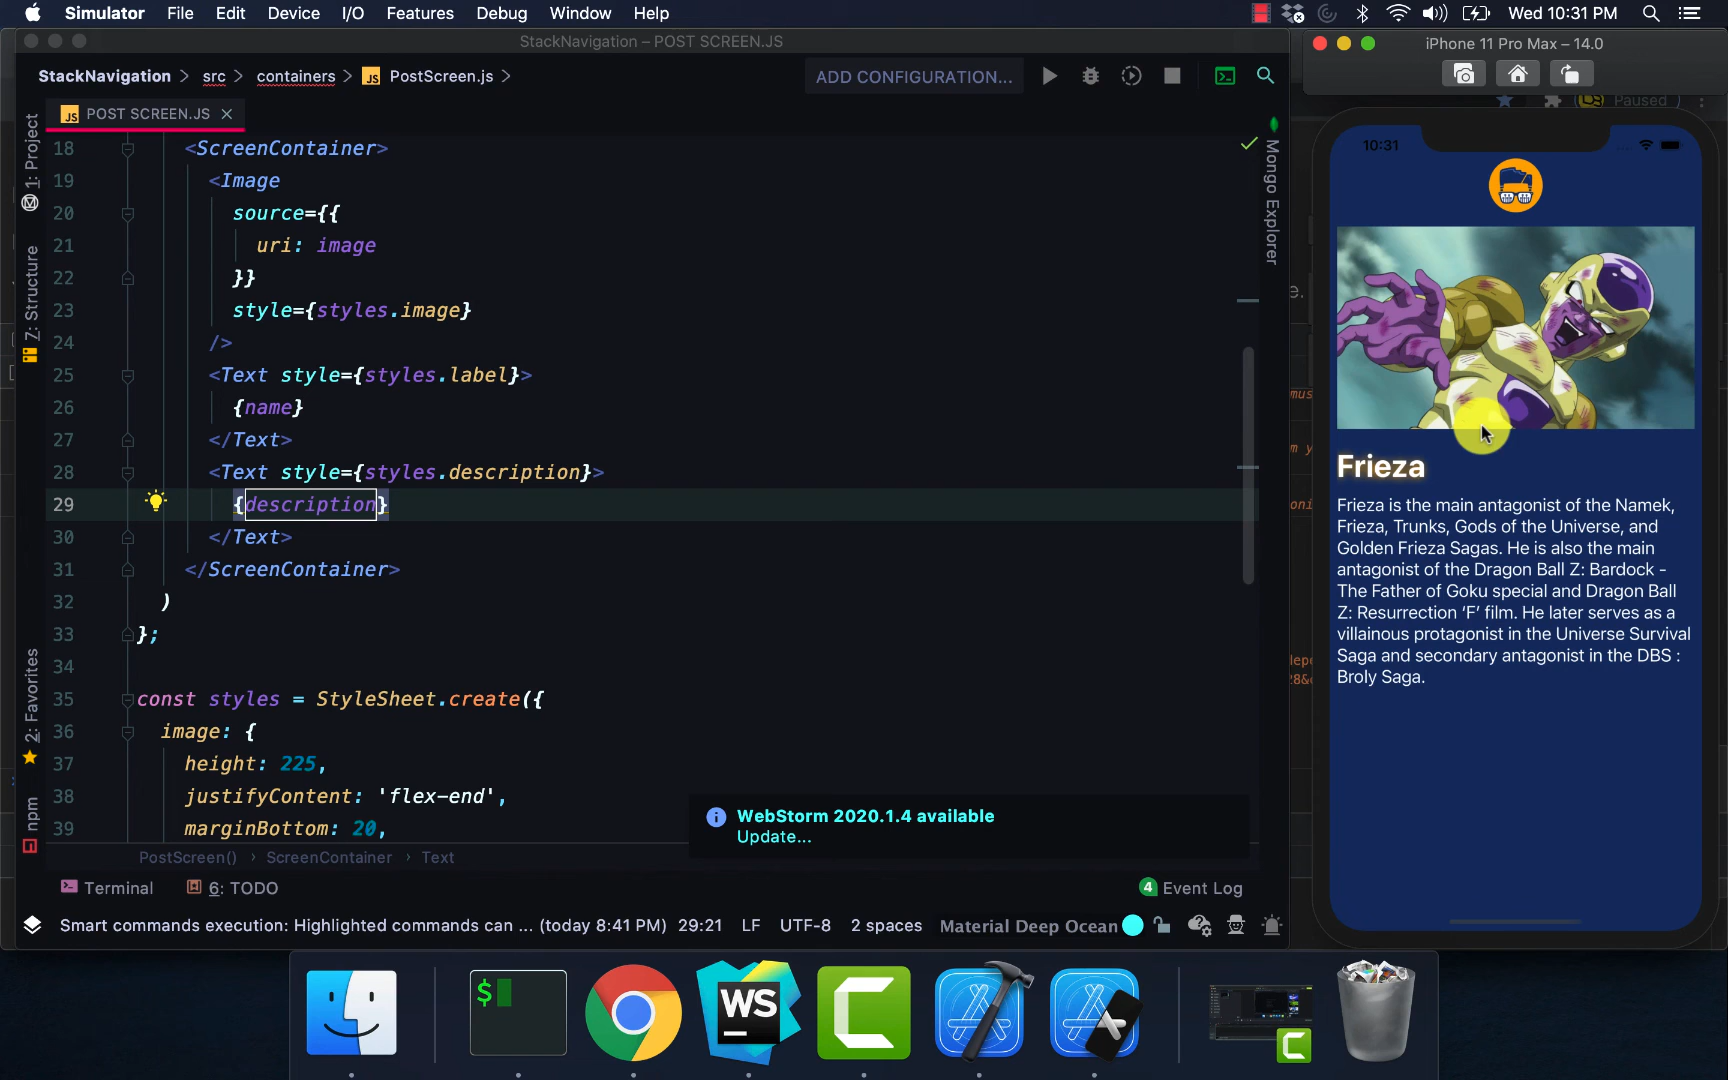 Simulator File Edit Device I/O Features Debug Window Help Wed 10:31 PM
StackNavigation – POST SCREEN.JS
iPhone 11 Pro Max – 14.0
StackNavigation > src > containers > JS PostScreen.js >
ADD CONFIGURATION...
Paused
JS POST SCREEN.JS ×
1: Project
Z: Structure
2: Favorites
npm
Mongo Explorer
18 <ScreenContainer>
19 <Image
20 source={{
21 uri: image
22 }}
23 style={styles.image}
24 />
25 <Text style={styles.label}>
26 {name}
27 </Text>
28 <Text style={styles.description}>
29 {description}
30 </Text>
31 </ScreenContainer>
32 )
33 };
34
35 const styles = StyleSheet.create({
36 image: {
37 height: 225,
38 justifyContent: 'flex-end',
39 marginBottom: 20,
WebStorm 2020.1.4 available
Update...
PostScreen() › ScreenContainer › Text
Terminal 6: TODO
4 Event Log
Smart commands execution: Highlighted commands can ... (today 8:41 PM) 29:21 LF UTF-8 2 spaces Material Deep Ocean
10:31
Frieza
Frieza is the main antagonist of the Namek,
Frieza, Trunks, Gods of the Universe, and
Golden Frieza Sagas. He is also the main
antagonist of the Dragon Ball Z: Bardock -
The Father of Goku special and Dragon Ball
Z: Resurrection ‘F’ film. He later serves as a
villainous protagonist in the Universe Survival
Saga and secondary antagonist in the DBS :
Broly Saga.
$
WS